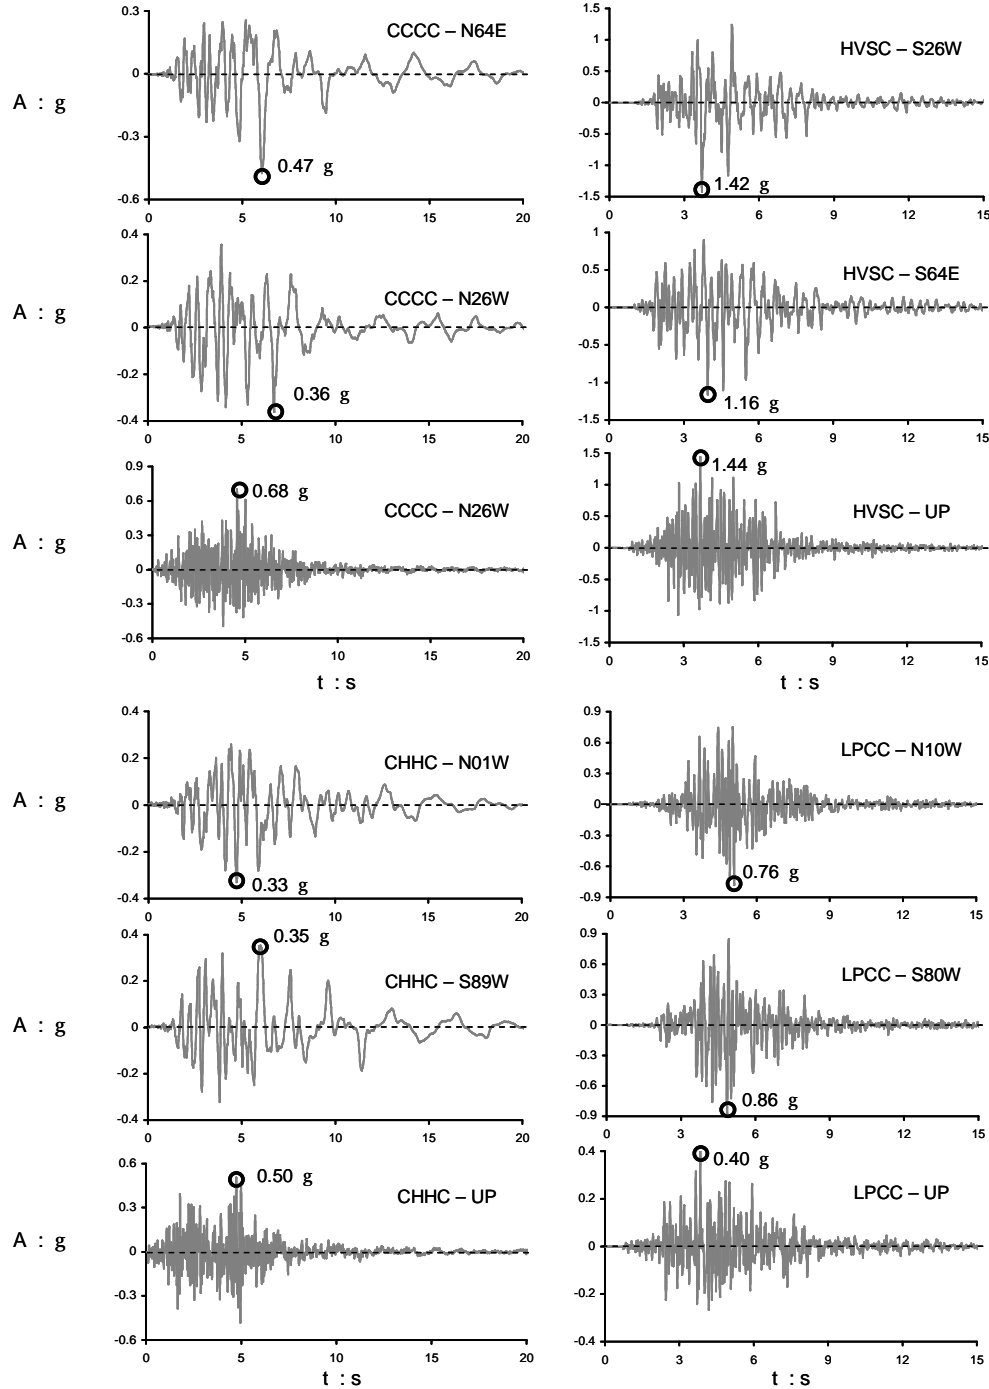 CCCC – N64E
A : g
0.3
0
-0.3
-0.6
0.47 g
0 5 10 15 20
HVSC – S26W
1.5
1
0.5
0
-0.5
-1
-1.5
1.42 g
0 3 6 9 12 15
CCCC – N26W
A : g
0.4
0.2
0
-0.2
-0.4
0.36 g
0 5 10 15 20
HVSC – S64E
1
0.5
0
-0.5
-1
-1.5
1.16 g
0 3 6 9 12 15
CCCC – N26W
A : g
0.9
0.6
0.3
0
-0.3
-0.6
0.68 g
0 5 10 15 20
t : s
HVSC – UP
1.5
1
0.5
0
-0.5
-1
-1.5
1.44 g
0 3 6 9 12 15
t : s
CHHC – N01W
A : g
0.4
0.2
0
-0.2
-0.4
0.33 g
0 5 10 15 20
LPCC – N10W
0.9
0.6
0.3
0
-0.3
-0.6
-0.9
0.76 g
0 3 6 9 12 15
CHHC – S89W
A : g
0.4
0.2
0
-0.2
-0.4
0.35 g
0 5 10 15 20
LPCC – S80W
0.9
0.6
0.3
0
-0.3
-0.6
-0.9
0.86 g
0 3 6 9 12 15
CHHC – UP
A : g
0.6
0.3
0
-0.3
-0.6
0.50 g
0 5 10 15 20
t : s
LPCC – UP
0.4
0.2
0
-0.2
-0.4
0.40 g
0 3 6 9 12 15
t : s